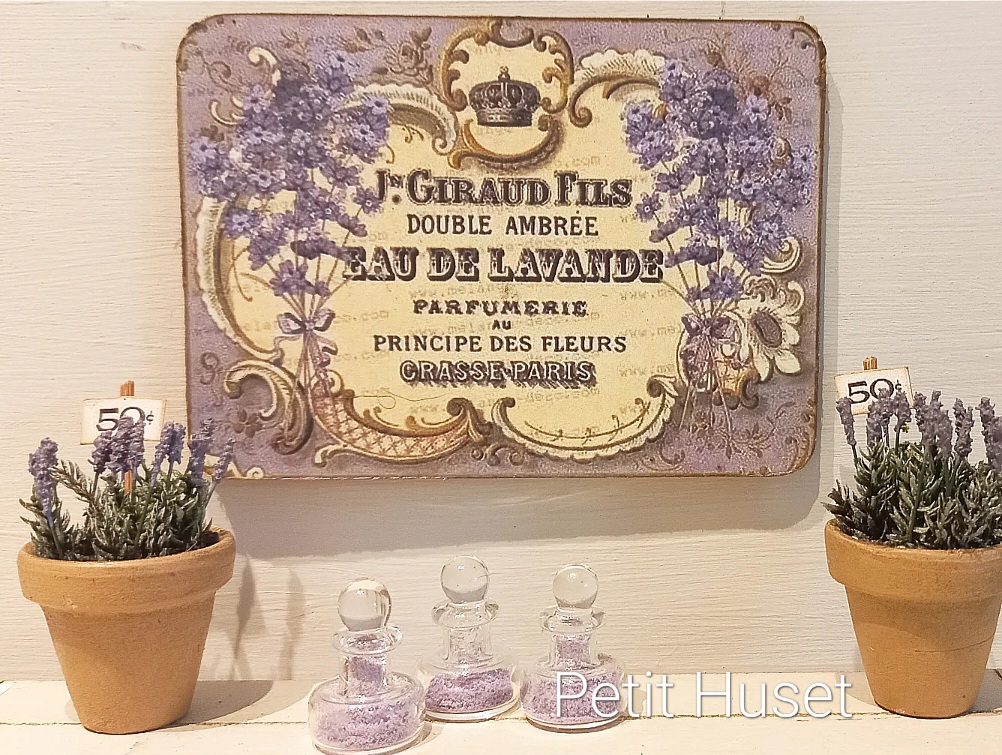 Jn. GIRAUD FILS
DOUBLE AMBRÉE
EAU DE LAVANDE
PARFUMERIE
AU
PRINCIPE DES FLEURS
GRASSE-PARIS
50¢
50¢
Petit Huset